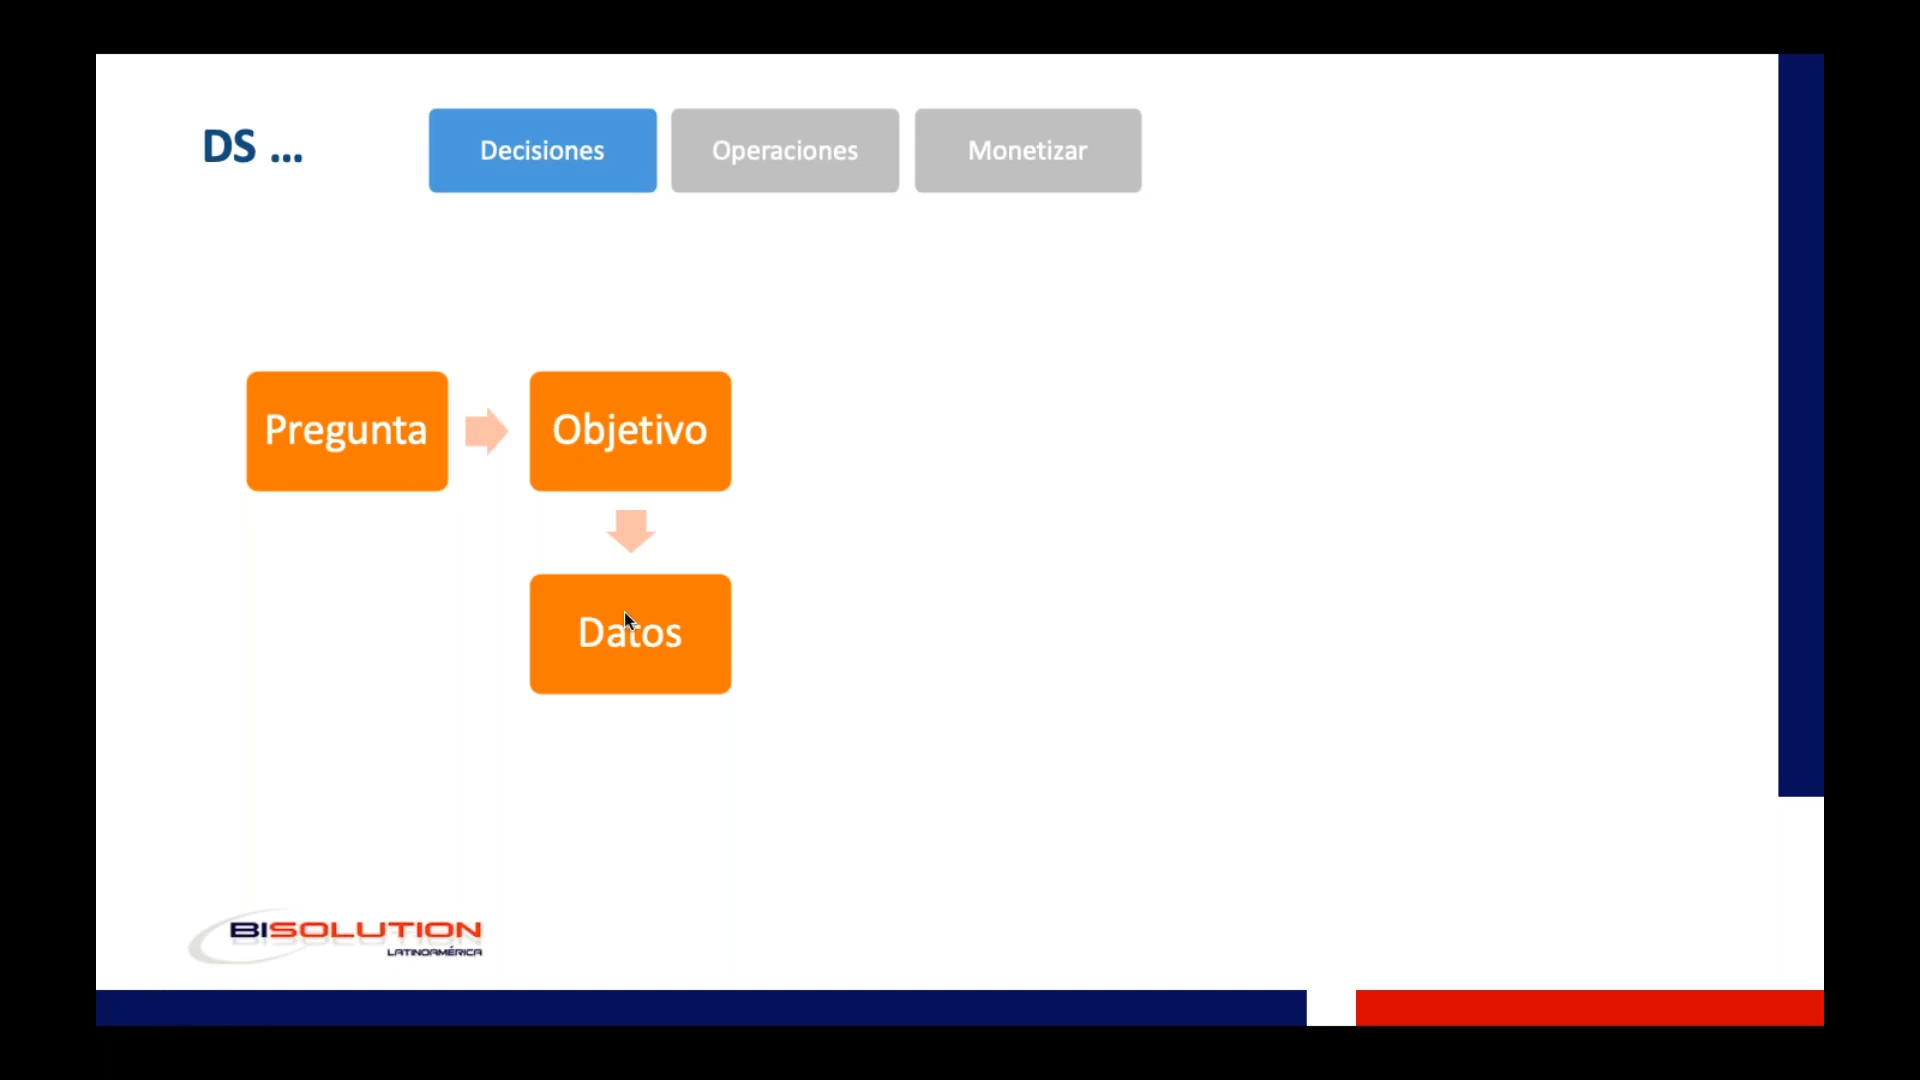 DS ...
Decisiones
Operaciones
Monetizar
Pregunta
Objetivo
Datos
BISOLUTION
LATINOAMÉRICA